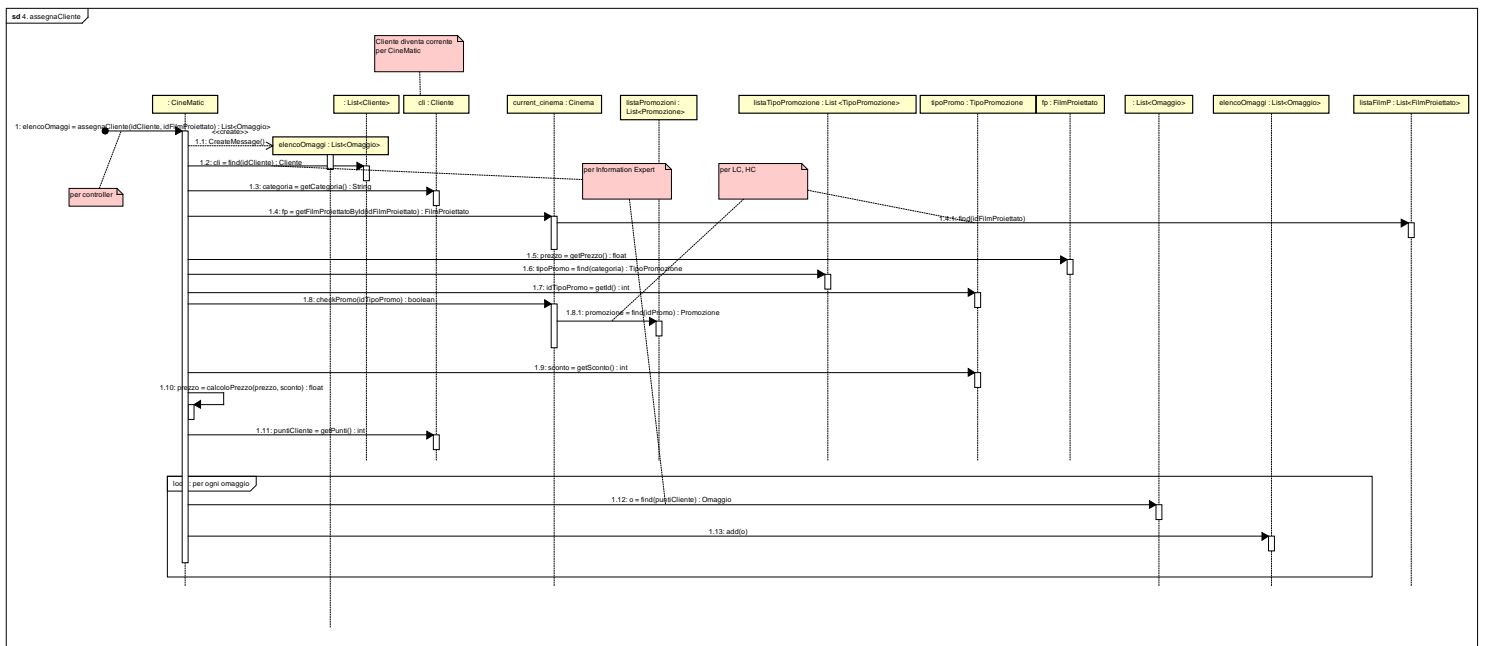 sd 4. assegnaCliente
Cliente diventa corrente
per CineMatic
: CineMatic
: List<Cliente>
cli : Cliente
current_cinema : Cinema
listaPromozioni :
List<Promozione>
listaTipoPromozione : List <TipoPromozione>
tipoPromo : TipoPromozione
fp : FilmProiettato
: List<Omaggio>
elencoOmaggi : List<Omaggio>
listaFilmP : List<FilmProiettato>
1: elencoOmaggi = assegnaCliente(idCliente, idFilmProiettato) : List<Omaggio>
<<create>>
1.1: CreateMessage()
elencoOmaggi : List<Omaggio>
1.2: cli = find(idCliente) : Cliente
per Information Expert
per LC, HC
per controller
1.3: categoria = getCategoria() : String
1.4: fp = getFilmProiettatoById(idFilmProiettato) : FilmProiettato
1.4.1: find(idFilmProiettato)
1.5: prezzo = getPrezzo() : float
1.6: tipoPromo = find(categoria) : TipoPromozione
1.7: idTipoPromo = getId() : int
1.8: checkPromo(idTipoPromo) : boolean
1.8.1: promozione = find(idPromo) : Promozione
1.9: sconto = getSconto() : int
1.10: prezzo = calcoloPrezzo(prezzo, sconto) : float
1.11: puntiCliente = getPunti() : int
loop : per ogni omaggio
1.12: o = find(puntiCliente) : Omaggio
1.13: add(o)